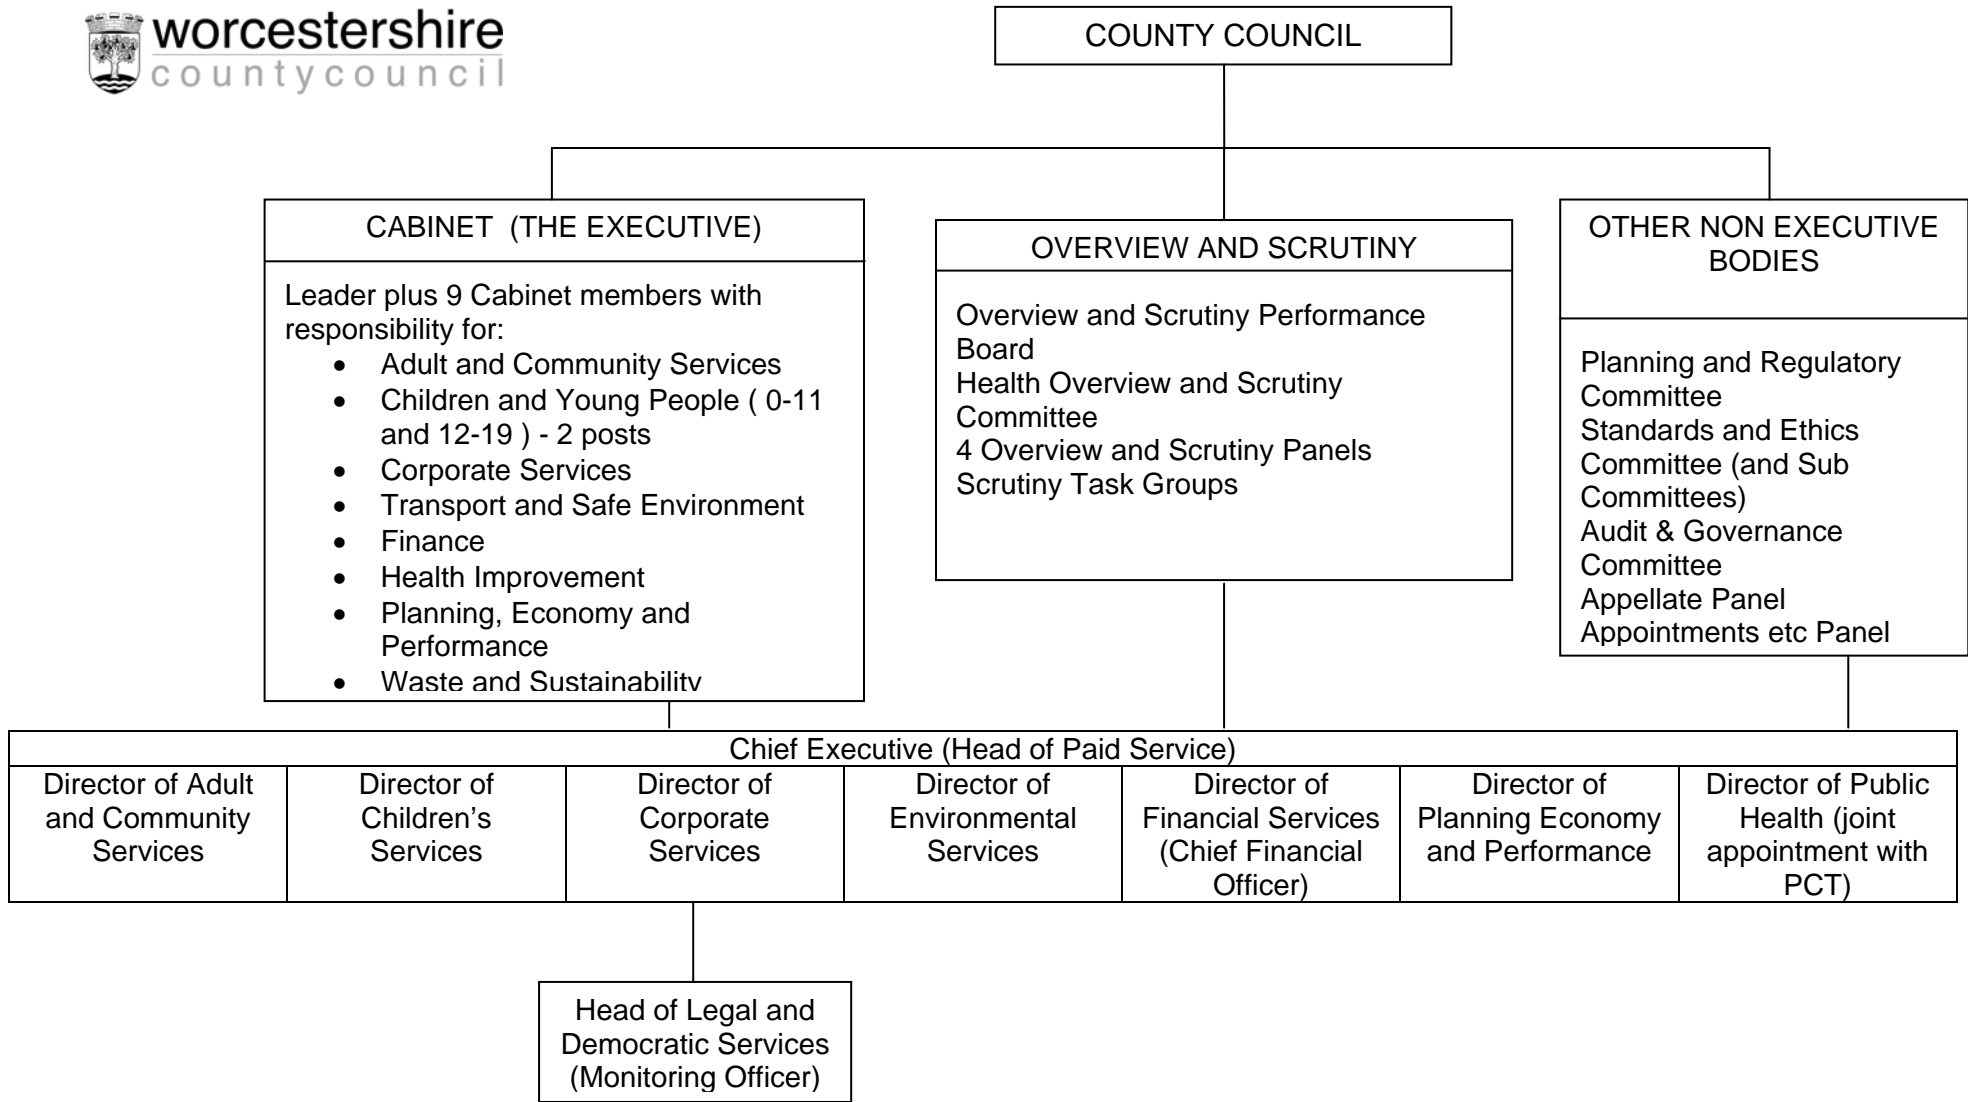 worcestershire
countycouncil
COUNTY COUNCIL
CABINET (THE EXECUTIVE)
Leader plus 9 Cabinet members with
responsibility for:
• Adult and Community Services
• Children and Young People ( 0-11
and 12-19 ) - 2 posts
• Corporate Services
• Transport and Safe Environment
• Finance
• Health Improvement
• Planning, Economy and
Performance
• Waste and Sustainability
OVERVIEW AND SCRUTINY
Overview and Scrutiny Performance
Board
Health Overview and Scrutiny
Committee
4 Overview and Scrutiny Panels
Scrutiny Task Groups
OTHER NON EXECUTIVE
BODIES
Planning and Regulatory
Committee
Standards and Ethics
Committee (and Sub
Committees)
Audit & Governance
Committee
Appellate Panel
Appointments etc Panel
Chief Executive (Head of Paid Service)
Director of Adult
and Community
Services
Director of
Children’s
Services
Director of
Corporate
Services
Director of
Environmental
Services
Director of
Financial Services
(Chief Financial
Officer)
Director of
Planning Economy
and Performance
Director of Public
Health (joint
appointment with
PCT)
Head of Legal and
Democratic Services
(Monitoring Officer)